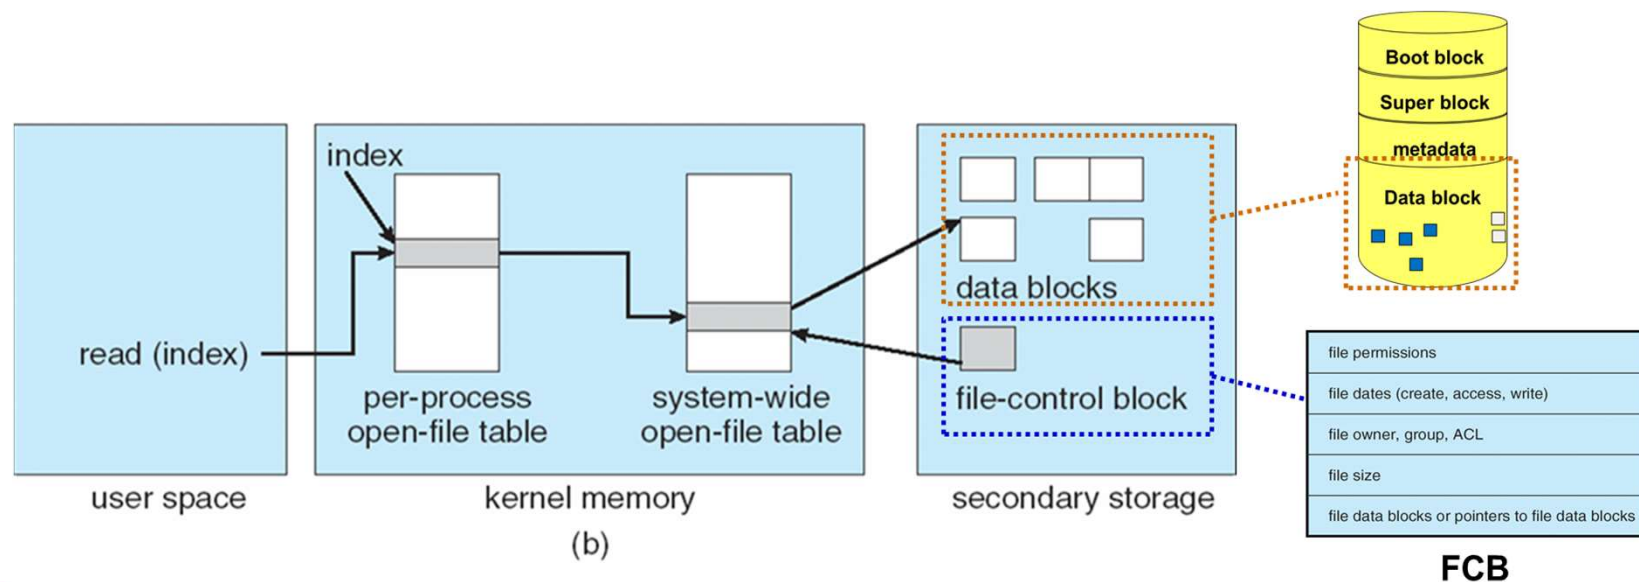 Boot block
Super block
metadata
Data block
index
read (index)
per-process
open-file table
system-wide
open-file table
data blocks
file-control block
user space
kernel memory
secondary storage
(b)
file permissions
file dates (create, access, write)
file owner, group, ACL
file size
file data blocks or pointers to file data blocks
FCB